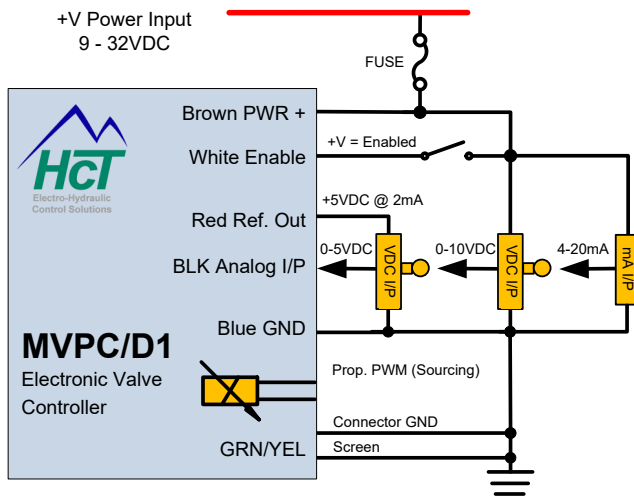 +V Power Input
9 - 32VDC
FUSE
HCT
Electro-Hydraulic
Control Solutions
Brown PWR +
White Enable
+V = Enabled
Red Ref. Out
+5VDC @ 2mA
BLK Analog I/P
0-5VDC
VDC I/P
0-10VDC
VDC I/P
4-20mA
mA I/P
Blue GND
MVPC/D1
Electronic Valve
Controller
Prop. PWM (Sourcing)
Connector GND
GRN/YEL
Screen